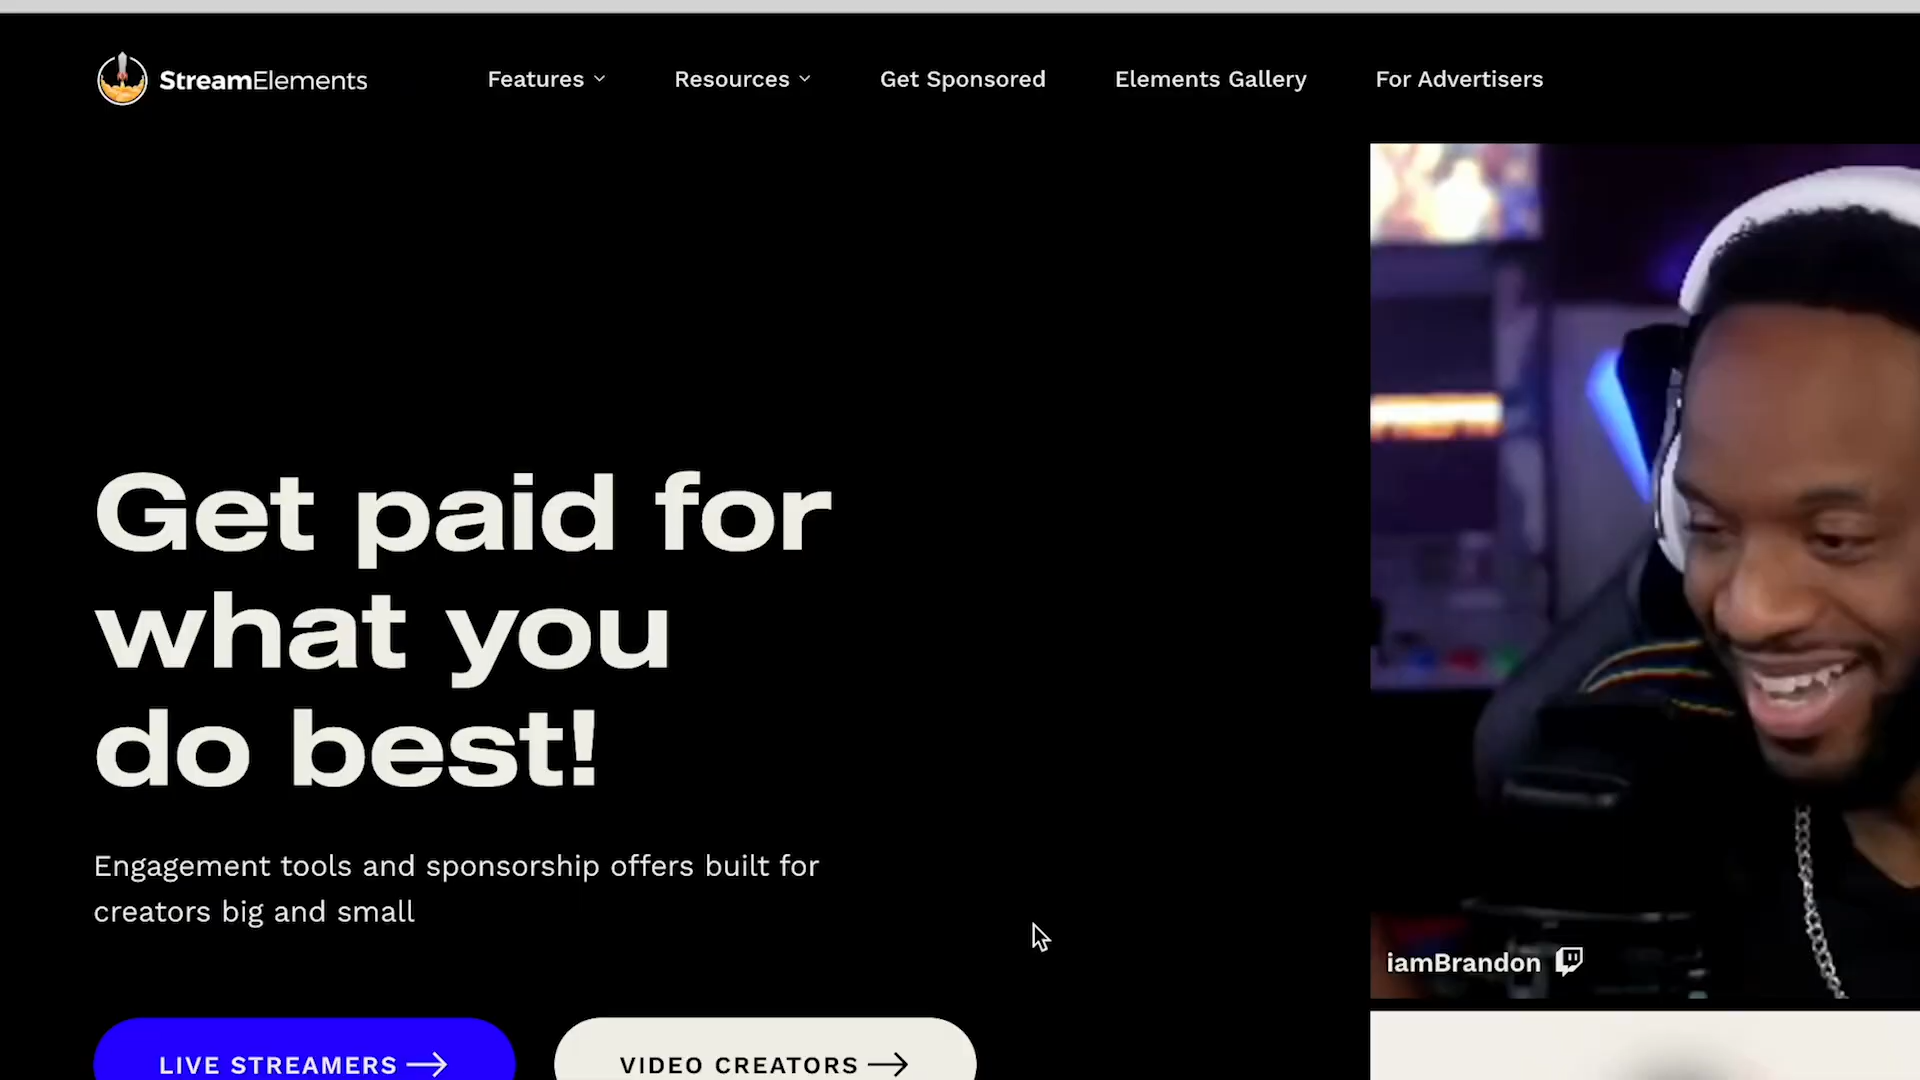 StreamElements
Features
Resources
Get Sponsored
Elements Gallery
For Advertisers
Get paid for
what you
do best!
Engagement tools and sponsorship offers built for
creators big and small
LIVE STREAMERS
VIDEO CREATORS
iamBrandon